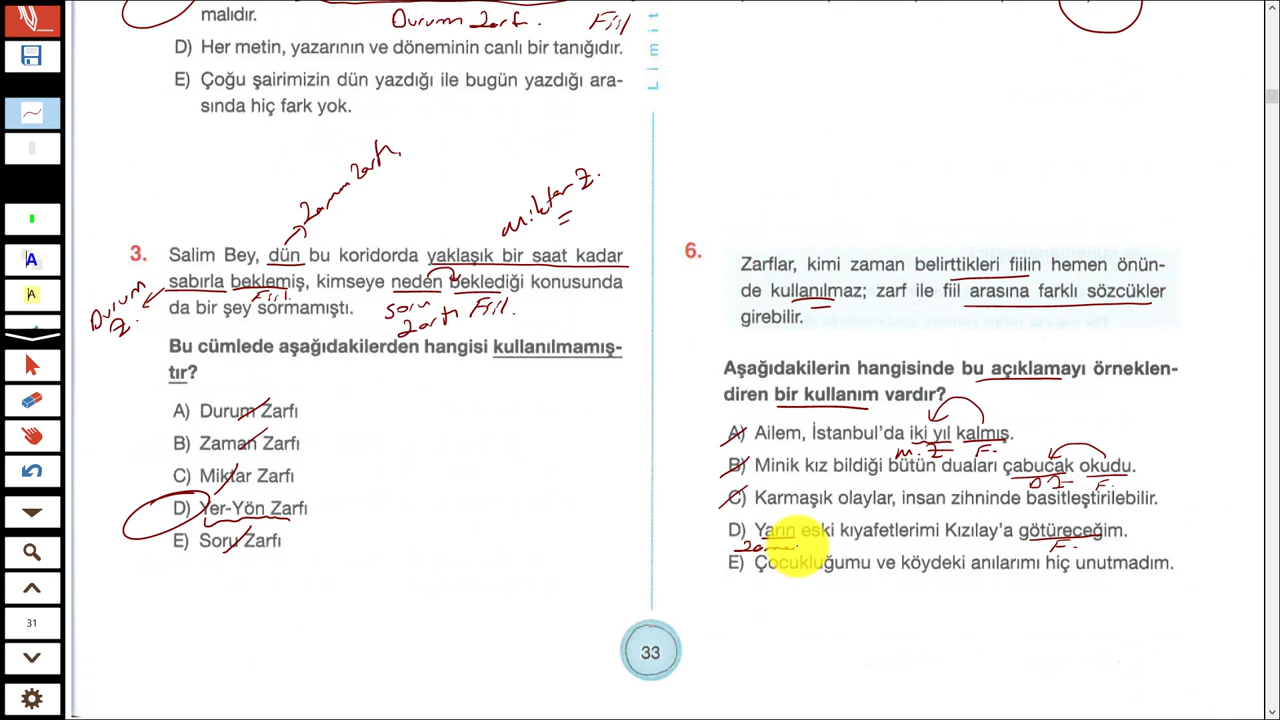 malıdır.
Durum Zarfı. Fiil
D) Her metin, yazarının ve döneminin canlı bir tanığıdır.
E) Çoğu şairimizin dün yazdığı ile bugün yazdığı ara-
sında hiç fark yok.
Limit
Zaman Zarfı
Miktar Z.
3. Salim Bey, dün bu koridorda yaklaşık bir saat kadar
sabırla beklemiş, kimseye neden beklediği konusunda
Durum Z.
Fiil
soru Zarfı Fiil.
da bir şey sormamıştı.
Bu cümlede aşağıdakilerden hangisi kullanılmamış-
tır?
A) Durum Zarfı
B) Zaman Zarfı
C) Miktar Zarfı
D) Yer-Yön Zarfı
E) Soru Zarfı
6. Zarflar, kimi zaman belirttikleri fiilin hemen önün-
de kullanılmaz; zarf ile fiil arasına farklı sözcükler
girebilir.
Aşağıdakilerin hangisinde bu açıklamayı örneklen-
diren bir kullanım vardır?
A) Ailem, İstanbul'da iki yıl kalmış.
M. Z F.
B) Minik kız bildiği bütün duaları çabucak okudu.
D Z F.
C) Karmaşık olaylar, insan zihninde basitleştirilebilir.
D) Yarın eski kıyafetlerimi Kızılay'a götüreceğim.
Zaman F.
E) Çocukluğumu ve köydeki anılarımı hiç unutmadım.
33
A
A
31